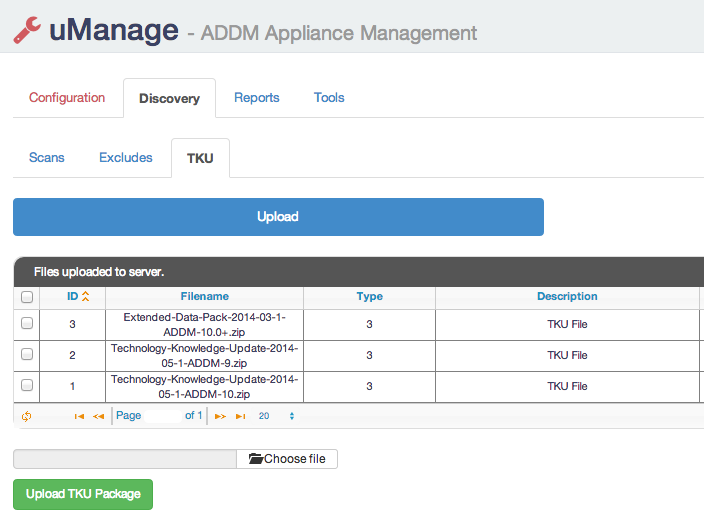 uManage - ADDM Appliance Management
Configuration Discovery Reports Tools
Scans Excludes TKU
Upload
Files uploaded to server.
ID Filename Type Description
3 Extended-Data-Pack-2014-03-1- 3 TKU File
ADDM-10.0+.zip
2 Technology-Knowledge-Update-2014- 3 TKU File
05-1-ADDM-9.zip
1 Technology-Knowledge-Update-2014- 3 TKU File
05-1-ADDM-10.zip
Page of 1 20
Choose file
Upload TKU Package